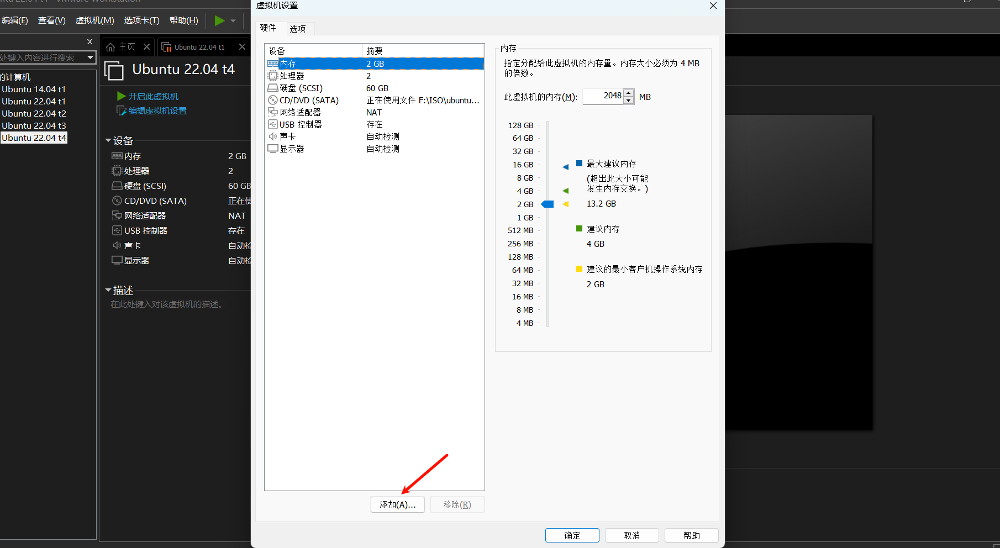 VMware Workstation
编辑(E) 查看(V) 虚拟机(M) 选项卡(T) 帮助(H)
处键入内容进行搜索
的计算机
Ubuntu 14.04 t1
Ubuntu 22.04 t1
Ubuntu 22.04 t2
Ubuntu 22.04 t3
Ubuntu 22.04 t4
主页
Ubuntu 22.04 t1
Ubuntu 22.04 t4
开启此虚拟机
编辑虚拟机设置
设备
内存 2 GB
处理器 2
硬盘 (SCSI) 60 GB
CD/DVD (SATA) 正在使
网络适配器 NAT
USB 控制器 存在
声卡 自动检
显示器 自动检
描述
在此处键入对该虚拟机的描述。
虚拟机设置
硬件 选项
设备 摘要
内存 2 GB
处理器 2
硬盘 (SCSI) 60 GB
CD/DVD (SATA) 正在使用文件 F:\ISO\ubuntu...
网络适配器 NAT
USB 控制器 存在
声卡 自动检测
显示器 自动检测
添加(A)... 移除(R)
内存
指定分配给此虚拟机的内存量。内存大小必须为 4 MB
的倍数。
此虚拟机的内存(M): 2048 MB
128 GB
64 GB
32 GB
16 GB
8 GB
4 GB
2 GB
1 GB
512 MB
256 MB
128 MB
64 MB
32 MB
16 MB
8 MB
4 MB
最大建议内存
(超出此大小可能
发生内存交换。)
13.2 GB
建议内存
4 GB
建议的最小客户机操作系统内存
2 GB
确定 取消 帮助